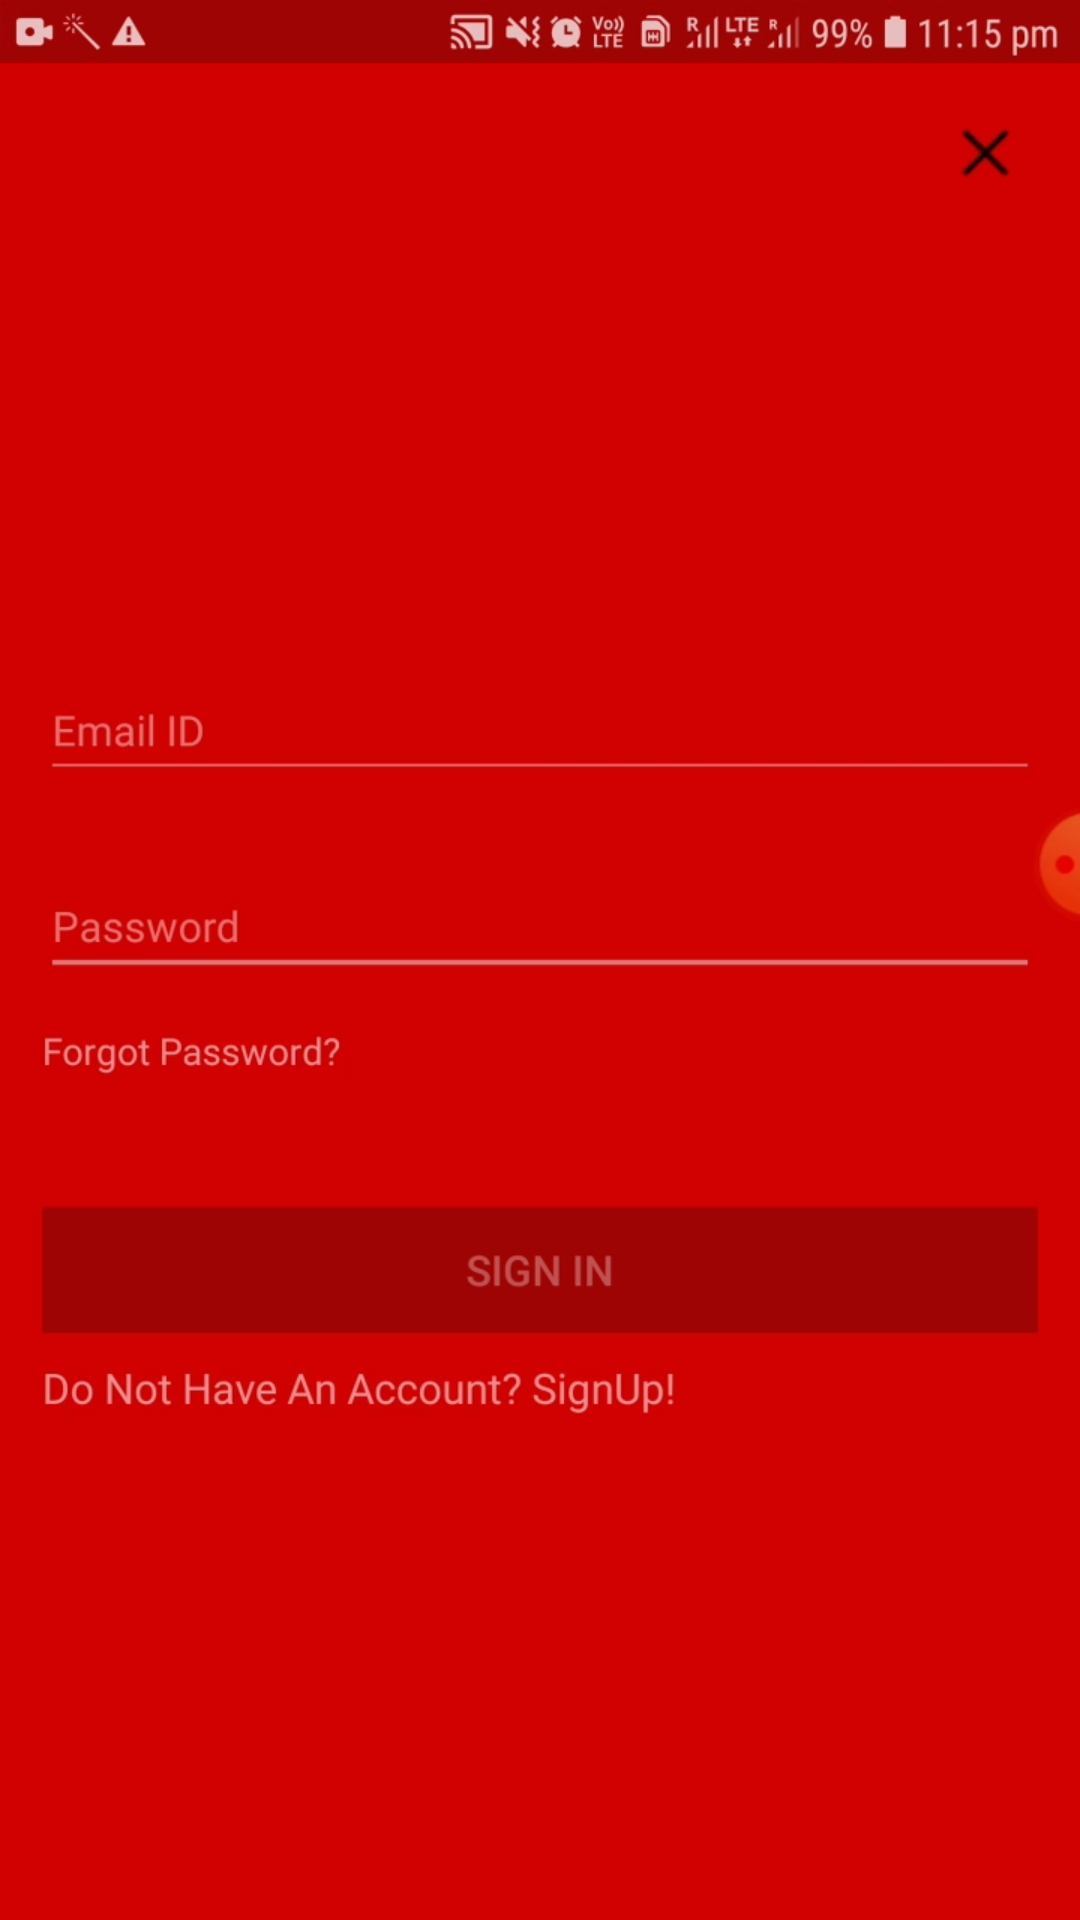 Vo)) LTE R LTE R 99% 11:15 pm
Email ID
Password
Forgot Password?
SIGN IN
Do Not Have An Account? SignUp!